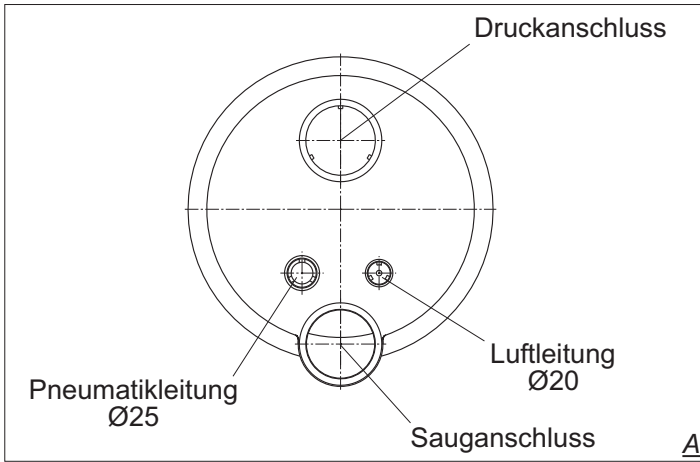 Druckanschluss
Luftleitung
Ø20
Pneumatikleitung
Ø25
Sauganschluss
A